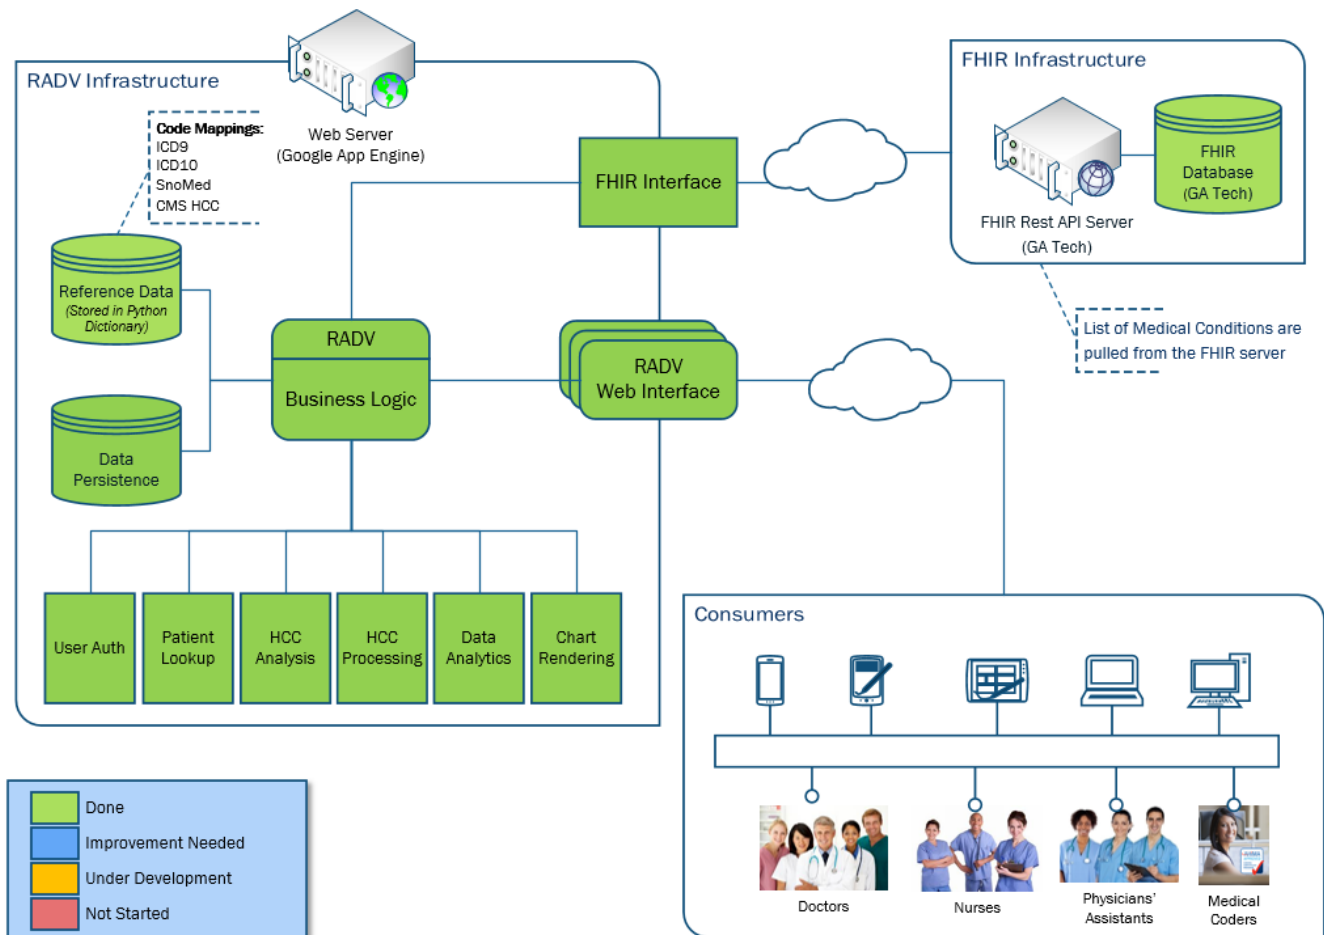 RADV Infrastructure
Web Server
(Google App Engine)
Code Mappings:
ICD9
ICD10
SnoMed
CMS HCC
FHIR Interface
FHIR Infrastructure
FHIR
Database
(GA Tech)
FHIR Rest API Server
(GA Tech)
List of Medical Conditions are
pulled from the FHIR server
Reference Data
(Stored in Python
Dictionary)
Data
Persistence
RADV
Business Logic
RADV
Web Interface
User Auth
Patient
Lookup
HCC
Analysis
HCC
Processing
Data
Analytics
Chart
Rendering
Consumers
Doctors
Nurses
Physicians'
Assistants
Medical
Coders
Done
Improvement Needed
Under Development
Not Started